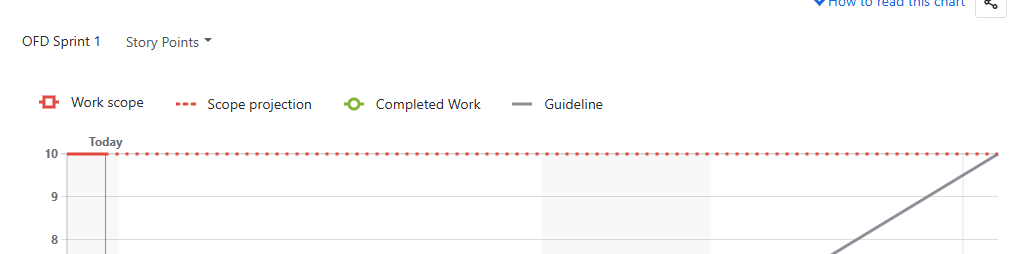 How to read this chart
OFD Sprint 1 Story Points
Work scope Scope projection Completed Work Guideline
Today
10
9
8